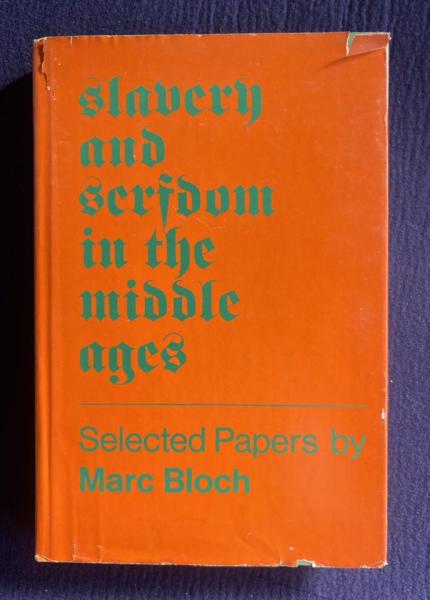 slavery
and
serfdom
in the
middle
ages
Selected Papers by
Marc Bloch